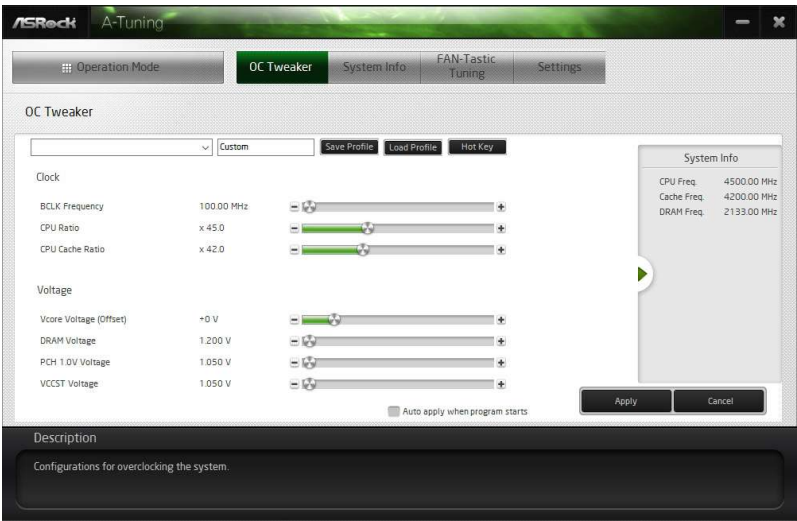 ASRock A-Tuning
Operation Mode
OC Tweaker
System Info
FAN-Tastic
Tuning
Settings
OC Tweaker
Custom
Save Profile
Load Profile
Hot Key
Clock
BCLK Frequency 100.00 MHz
CPU Ratio x 45.0
CPU Cache Ratio x 42.0
Voltage
Vcore Voltage (Offset) +0 V
DRAM Voltage 1.200 V
PCH 1.0V Voltage 1.050 V
VCCST Voltage 1.050 V
Auto apply when program starts
System Info
CPU Freq. 4500.00 MHz
Cache Freq. 4200.00 MHz
DRAM Freq. 2133.00 MHz
Apply
Cancel
Description
Configurations for overclocking the system.